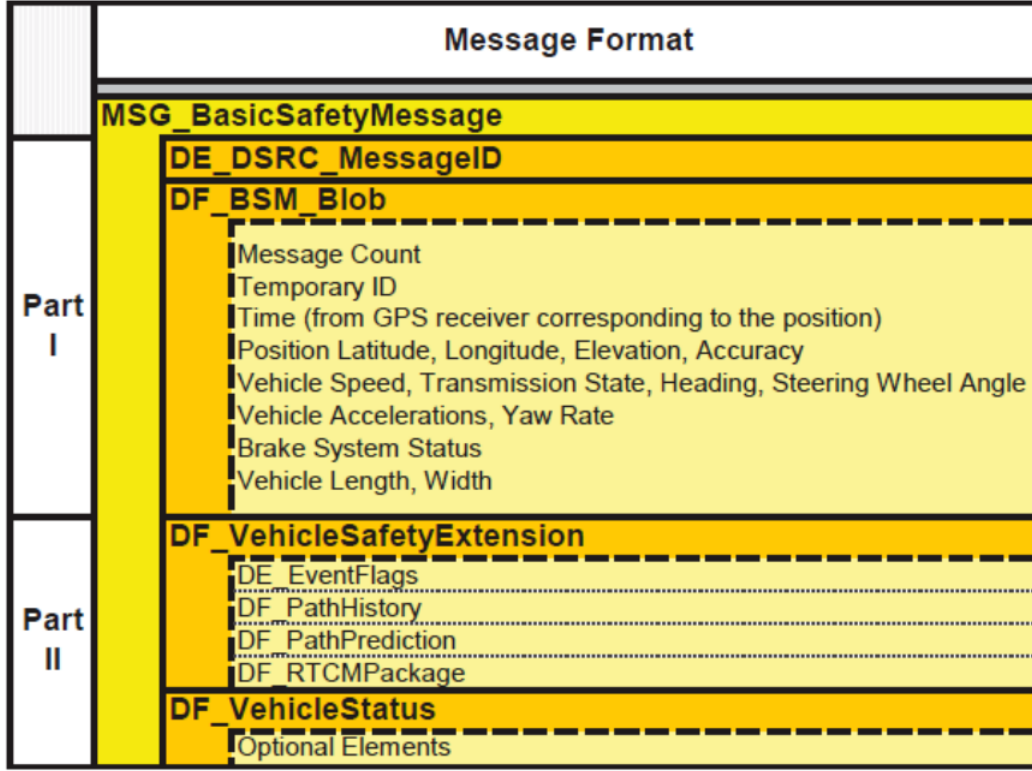 Message Format
MSG_BasicSafetyMessage
DE_DSRC_MessageID
DF_BSM_Blob
Message Count
Temporary ID
Time (from GPS receiver corresponding to the position)
Position Latitude, Longitude, Elevation, Accuracy
Vehicle Speed, Transmission State, Heading, Steering Wheel Angle
Vehicle Accelerations, Yaw Rate
Brake System Status
Vehicle Length, Width
Part
I
DF_VehicleSafetyExtension
DE_EventFlags
DF_PathHistory
DF_PathPrediction
DF_RTCMPackage
Part
II
DF_VehicleStatus
Optional Elements